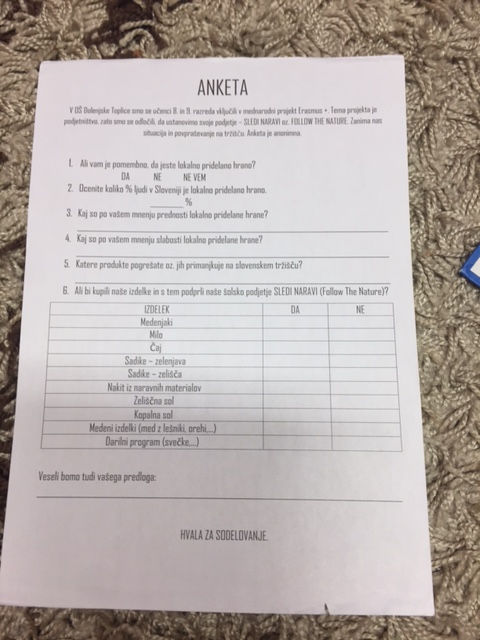 ANKETA
V OŠ Dolenjske Toplice smo se učenci 8. in 9. razreda vključili v mednarodni projekt Erasmus +. Tema projekta je
podjetništvo, zato smo se odločili, da ustanovimo svoje podjetje – SLEDI NARAVI oz. FOLLOW THE NATURE. Zanima nas
situacija in povpraševanje na tržišču. Anketa je anonimna.
1. Ali vam je pomembno, da jeste lokalno pridelano hrano?
DA NE NE VEM
2. Ocenite koliko % ljudi v Sloveniji je lokalno pridelano hrano.
______ %
3. Kaj so po vašem mnenju prednosti lokalno pridelane hrane?
4. Kaj so po vašem mnenju slabosti lokalno pridelane hrane?
5. Katere produkte pogrešate oz. jih primanjkuje na slovenskem tržišču?
6. Ali bi kupili naše izdelke in s tem podprli naše šolsko podjetje SLEDI NARAVI (Follow The Nature)?
IZDELEK DA NE
Medenjaki
Milo
Čaj
Sadike – zelenjava
Sadike – zelišča
Nakit iz naravnih materialov
Zeliščna sol
Kopalna sol
Medeni izdelki (med z lešniki, orehi,...)
Darilni program (svečke,...)
Veseli bomo tudi vašega predloga:
HVALA ZA SODELOVANJE.